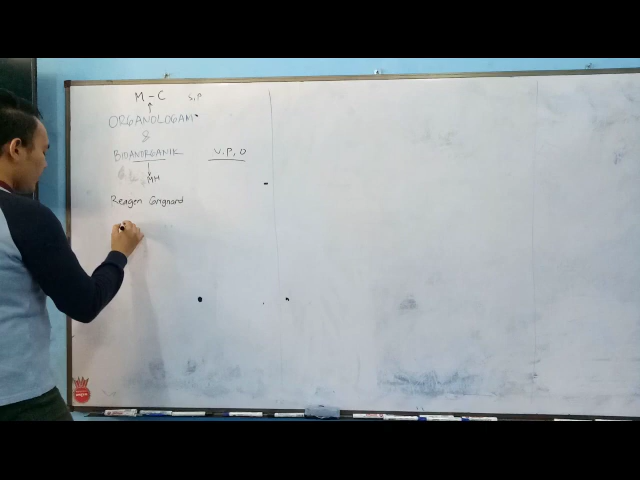 M - C S,P
ORGANOLOGAM
&
BIOANORGANIK V, P, D
MM
Reagen Grignard